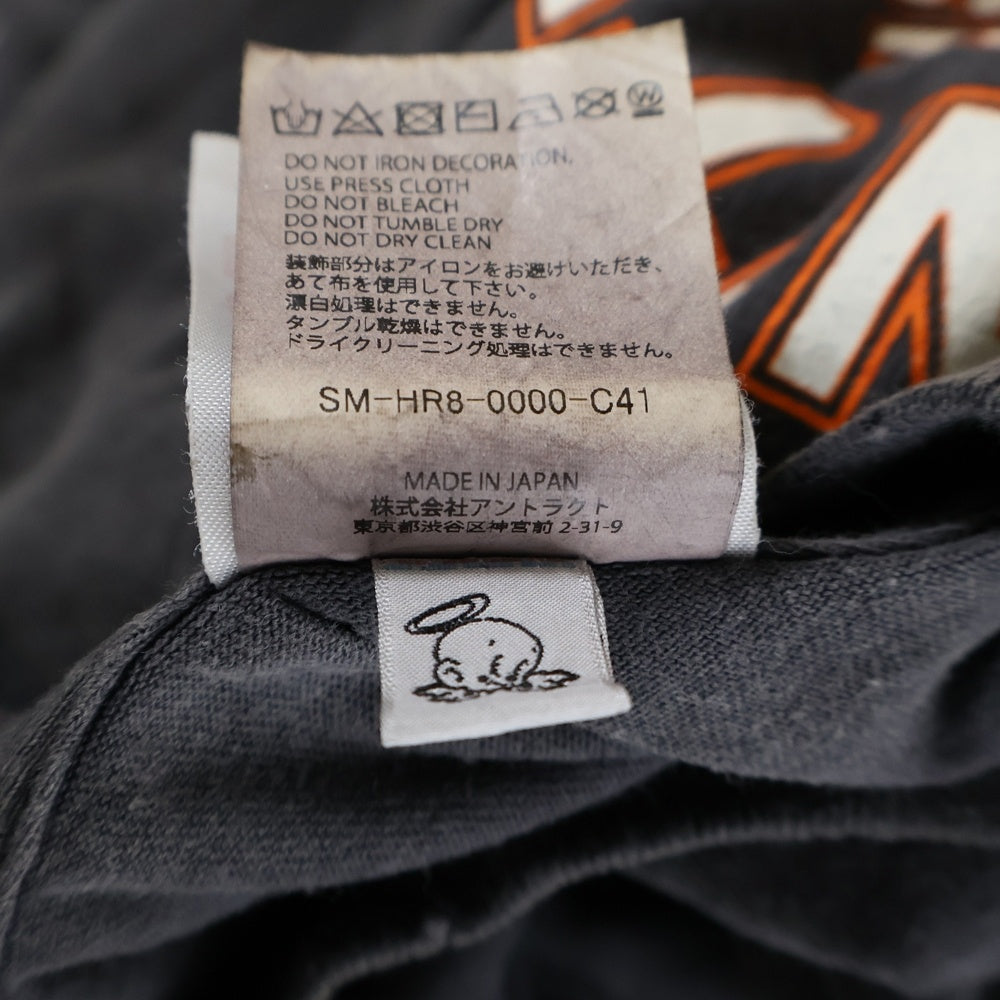 DO NOT IRON DECORATION,
USE PRESS CLOTH
DO NOT BLEACH
DO NOT TUMBLE DRY
DO NOT DRY CLEAN
装飾部分はアイロンをお避けいただき、
あて布を使用して下さい。
漂白処理はできません。
タンブル乾燥はできません。
ドライクリーニング処理はできません。
SM-HR8-0000-C41
MADE IN JAPAN
株式会社アントラクト
東京都渋谷区神宮前 2-31-9